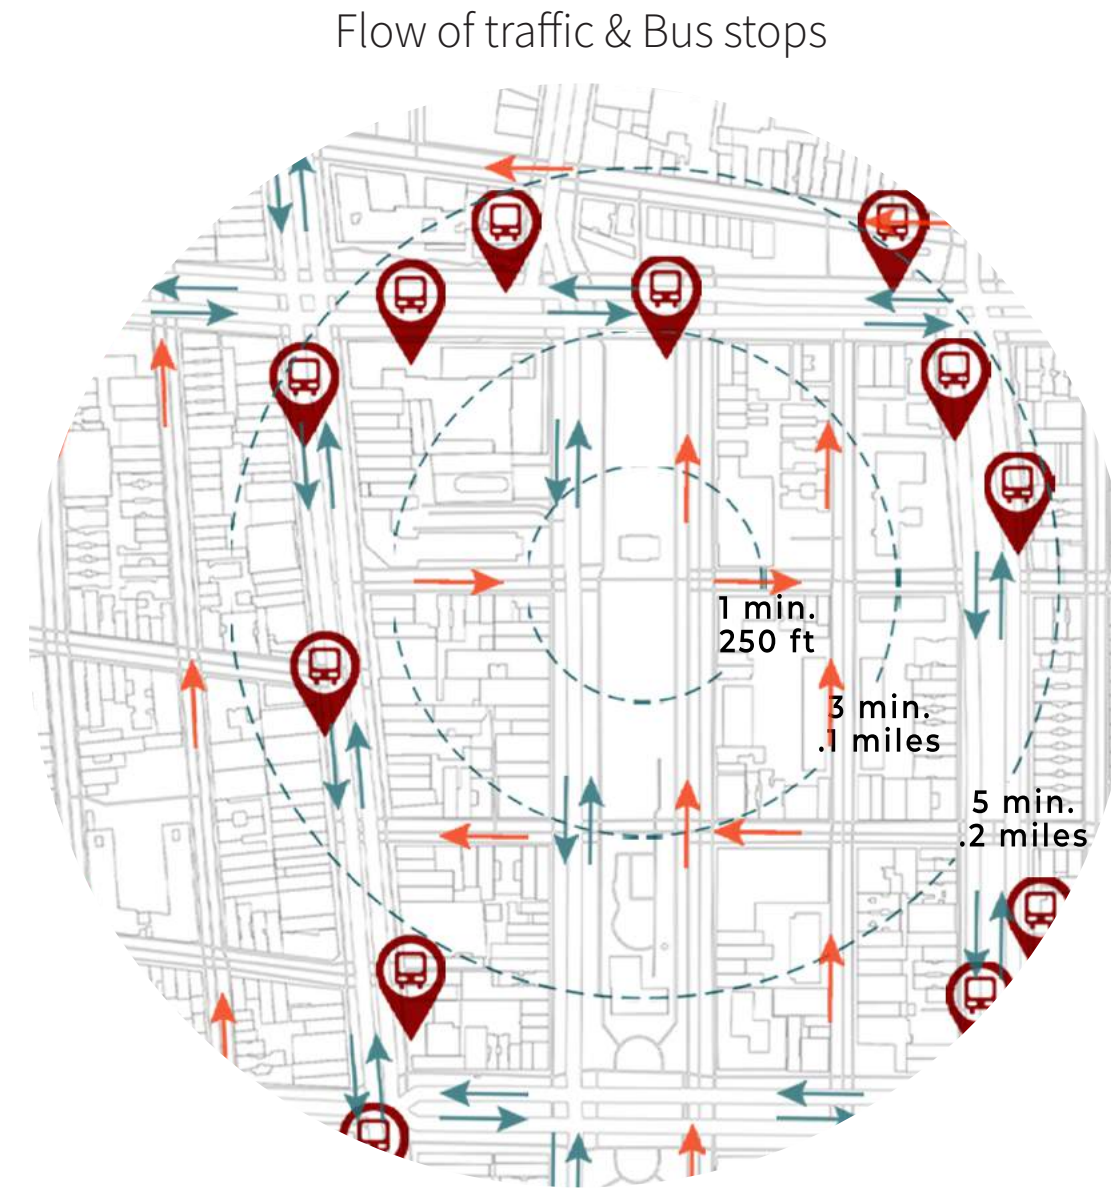 Flow of traffic & Bus stops
1 min.
250 ft
3 min.
.1 miles
5 min.
.2 miles